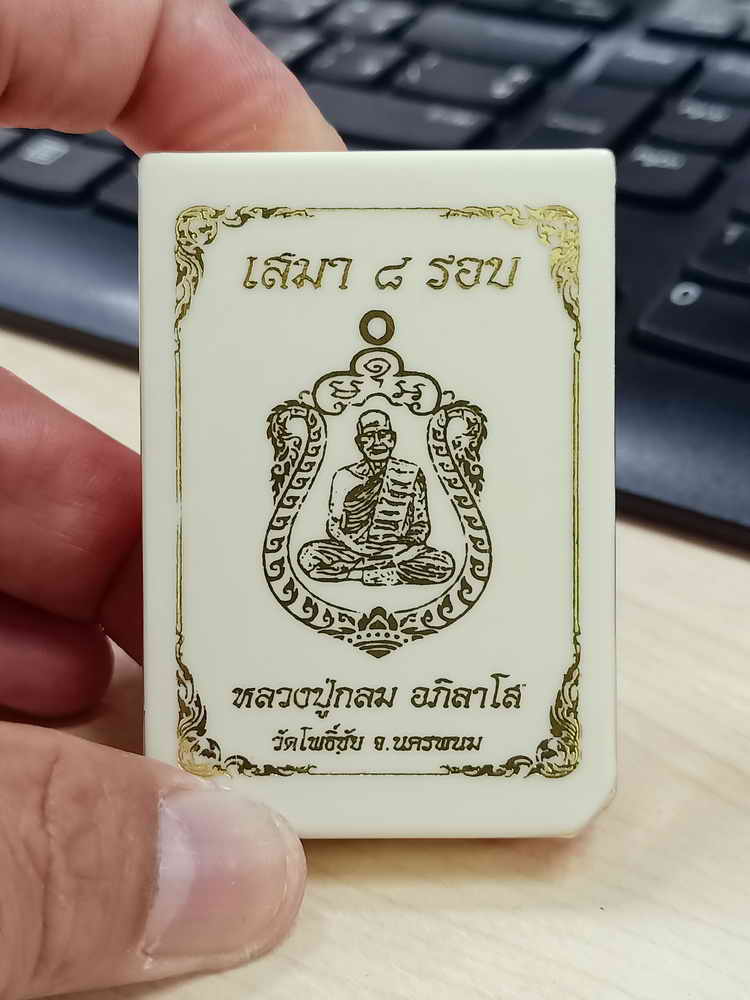 เสมา ๘ รอบ
หลวงปู่กลม อภิลาโส
วัดโพธิ์ชัย จ.นครพนม